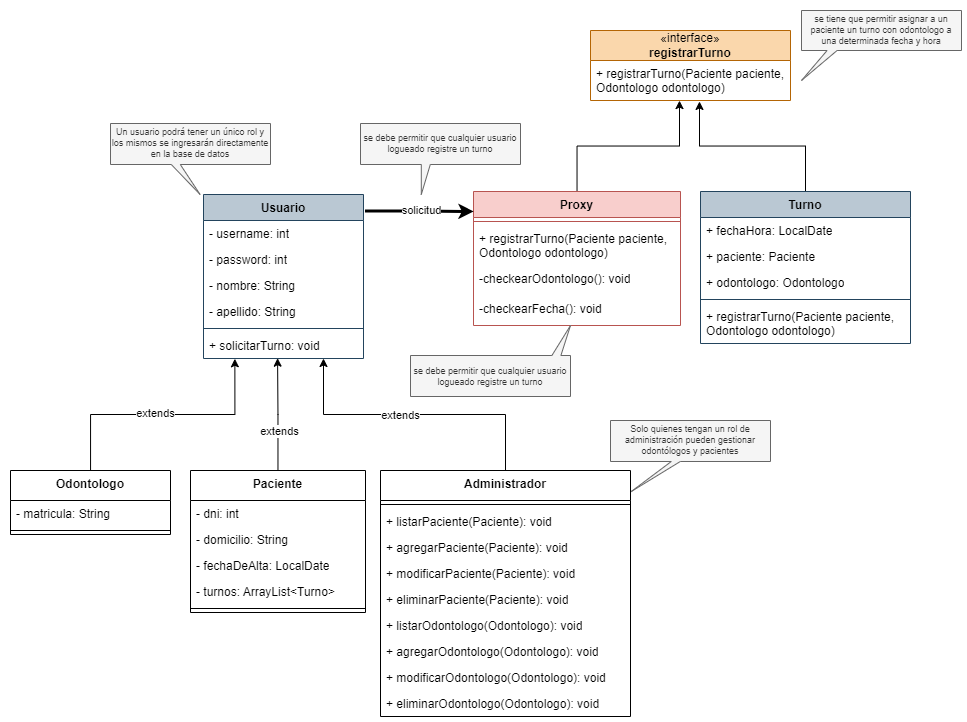 se tiene que permitir asignar a un
paciente un turno con odontologo a
una determinada fecha y hora
«interface»
registrarTurno
+ registrarTurno(Paciente paciente,
Odontologo odontologo)
Un usuario podrá tener un único rol y
los mismos se ingresarán directamente
en la base de datos
se debe permitir que cualquier usuario
logueado registre un turno
Usuario
- username: int
- password: int
- nombre: String
- apellido: String
+ solicitarTurno: void
solicitud
Proxy
+ registrarTurno(Paciente paciente,
Odontologo odontologo)
-checkearOdontologo(): void
-checkearFecha(): void
Turno
+ fechaHora: LocalDate
+ paciente: Paciente
+ odontologo: Odontologo
+ registrarTurno(Paciente paciente,
Odontologo odontologo)
se debe permitir que cualquier usuario
logueado registre un turno
extends
extends
extends
Solo quienes tengan un rol de
administración pueden gestionar
odontólogos y pacientes
Odontologo
- matricula: String
Paciente
- dni: int
- domicilio: String
- fechaDeAlta: LocalDate
- turnos: ArrayList<Turno>
Administrador
+ listarPaciente(Paciente): void
+ agregarPaciente(Paciente): void
+ modificarPaciente(Paciente): void
+ eliminarPaciente(Paciente): void
+ listarOdontologo(Odontologo): void
+ agregarOdontologo(Odontologo): void
+ modificarOdontologo(Odontologo): void
+ eliminarOdontologo(Odontologo): void